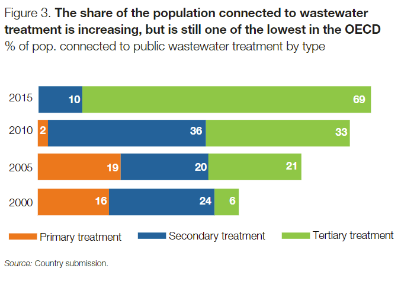 Figure 3. The share of the population connected to wastewater
treatment is increasing, but is still one of the lowest in the OECD
% of pop. connected to public wastewater treatment by type
2015 10 69
2010 2 36 33
2005 19 20 21
2000 16 24 6
Primary treatment Secondary treatment Tertiary treatment
Source: Country submission.